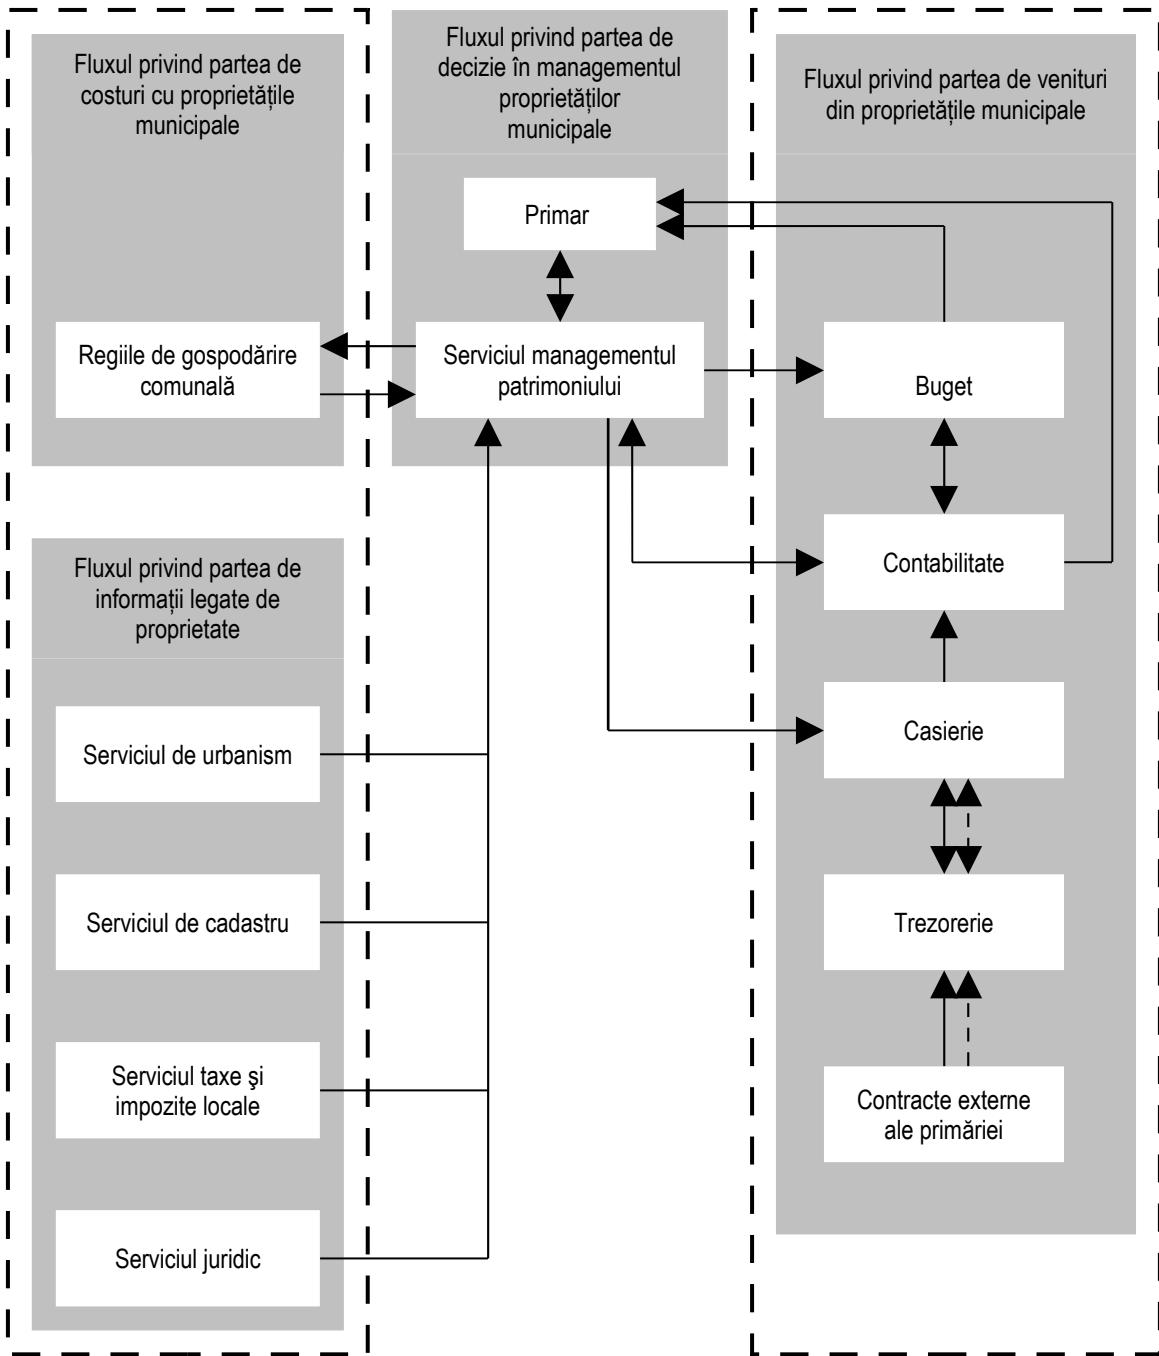 Fluxul privind partea de
costuri cu proprietățile
municipale
Fluxul privind partea de
decizie în managementul
proprietăților
municipale
Fluxul privind partea de venituri
din proprietățile municipale
Primar
Regiile de gospodărire
comunală
Serviciul managementul
patrimoniului
Buget
Contabilitate
Fluxul privind partea de
informații legate de
proprietate
Casierie
Serviciul de urbanism
Serviciul de cadastru
Trezorerie
Serviciul taxe şi
impozite locale
Contracte externe
ale primăriei
Serviciul juridic